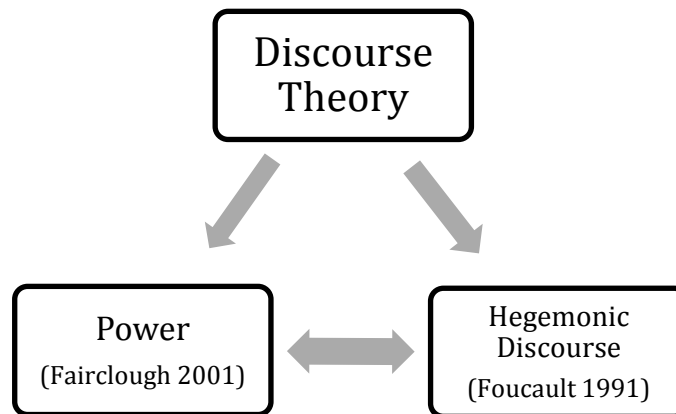 Discourse
Theory
Power
(Fairclough 2001)
Hegemonic
Discourse
(Foucault 1991)